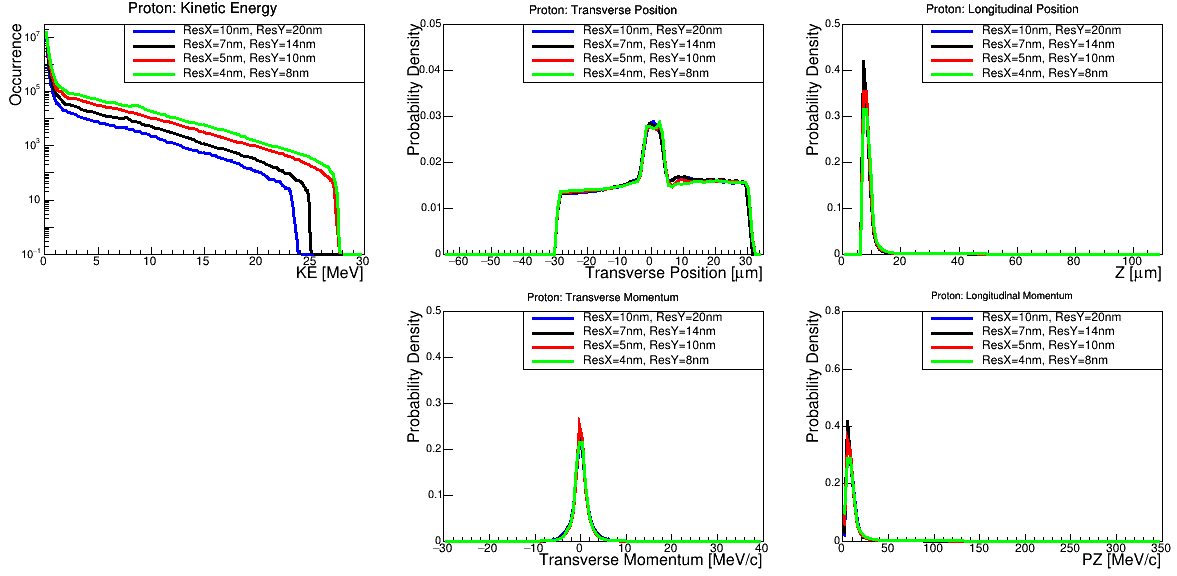 Proton: Kinetic Energy
Occurrence
10⁷
10⁵
10³
10
10⁻¹
ResX=10nm, ResY=20nm
ResX=7nm, ResY=14nm
ResX=5nm, ResY=10nm
ResX=4nm, ResY=8nm
0 5 10 15 20 25 30
KE [MeV]
Proton: Transverse Position
Probability Density
0.05
0.04
0.03
0.02
0.01
0
ResX=10nm, ResY=20nm
ResX=7nm, ResY=14nm
ResX=5nm, ResY=10nm
ResX=4nm, ResY=8nm
−60 −50 −40 −30 −20 −10 0 10 20 30
Transverse Position [μm]
Proton: Longitudinal Position
Probability Density
0.5
0.4
0.3
0.2
0.1
0
ResX=10nm, ResY=20nm
ResX=7nm, ResY=14nm
ResX=5nm, ResY=10nm
ResX=4nm, ResY=8nm
0 20 40 60 80 100
Z [μm]
Proton: Transverse Momentum
Probability Density
0.5
0.4
0.3
0.2
0.1
0
ResX=10nm, ResY=20nm
ResX=7nm, ResY=14nm
ResX=5nm, ResY=10nm
ResX=4nm, ResY=8nm
−30 −20 −10 0 10 20 30 40
Transverse Momentum [MeV/c]
Proton: Longitudinal Momentum
Probability Density
0.8
0.6
0.4
0.2
0
ResX=10nm, ResY=20nm
ResX=7nm, ResY=14nm
ResX=5nm, ResY=10nm
ResX=4nm, ResY=8nm
0 50 100 150 200 250 300 350
PZ [MeV/c]